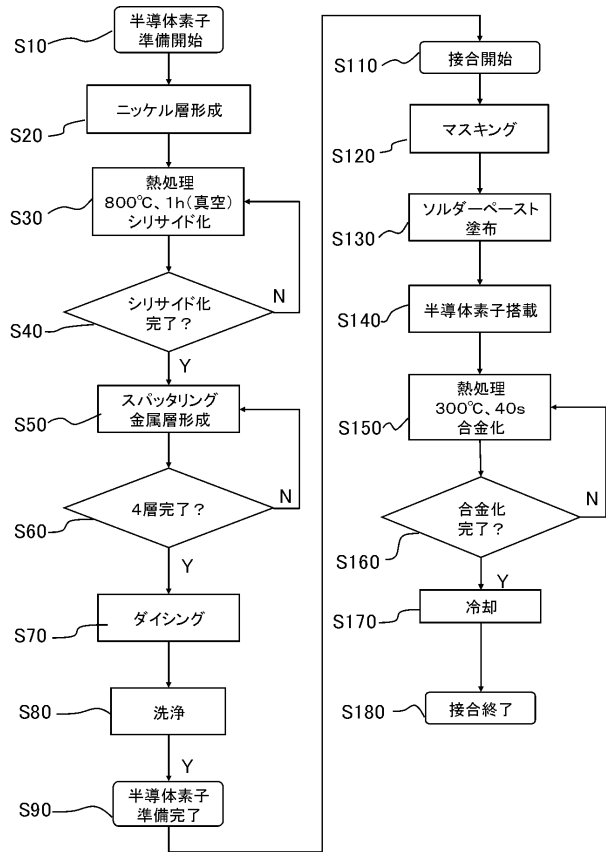 S10
半導体素子
準備開始
S20
ニッケル層形成
S30
熱処理
800℃、1h(真空)
シリサイド化
S40
シリサイド化
完了?
N
Y
S50
スパッタリング
金属層形成
S60
4層完了?
N
Y
S70
ダイシング
S80
洗浄
Y
S90
半導体素子
準備完了
S110
接合開始
S120
マスキング
S130
ソルダーペースト
塗布
S140
半導体素子搭載
S150
熱処理
300℃、40s
合金化
S160
合金化
完了?
N
Y
S170
冷却
S180
接合終了